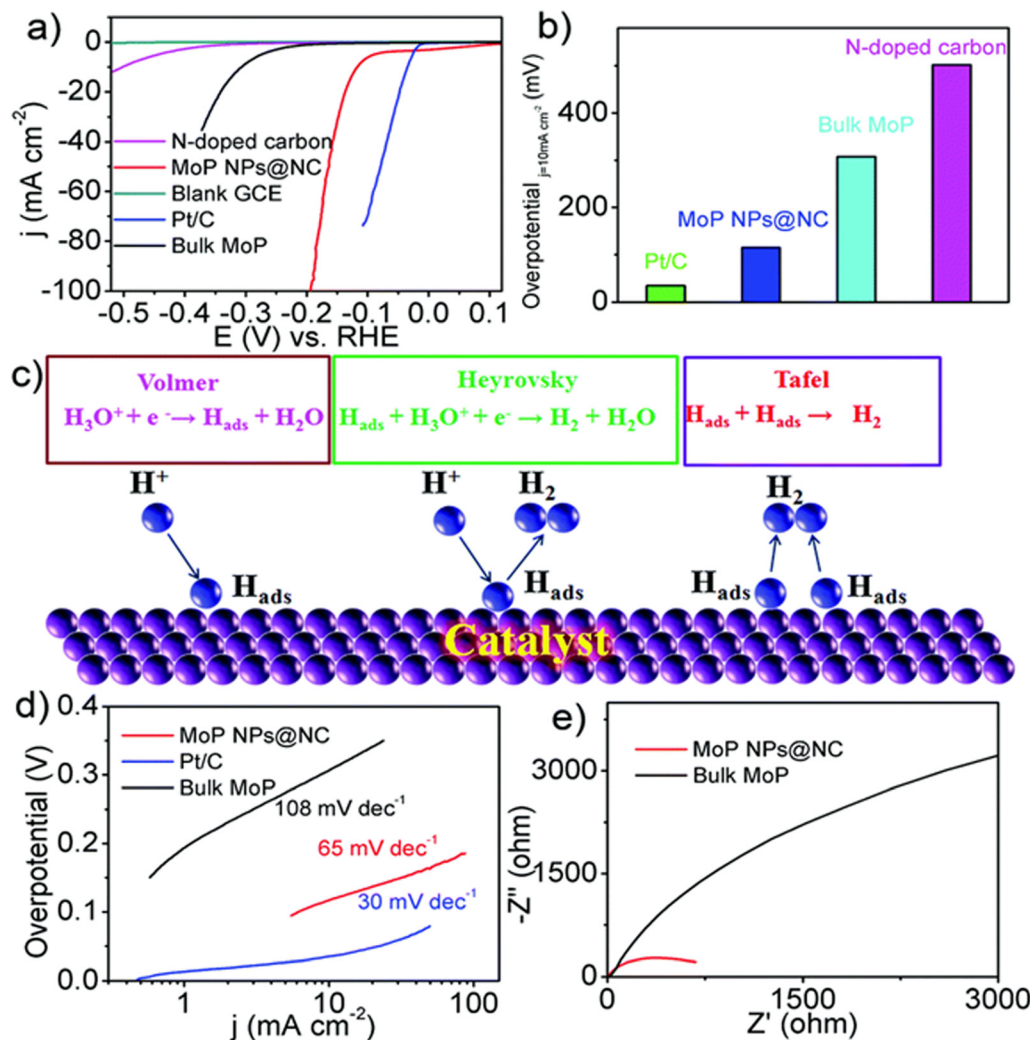 a)
0
-20
-40
-60
-80
-100
j (mA cm⁻²)
N-doped carbon
MoP NPs@NC
Blank GCE
Pt/C
Bulk MoP
-0.5 -0.4 -0.3 -0.2 -0.1 0.0 0.1
E (V) vs. RHE
b)
Overpotential j=10mA cm⁻² (mV)
400
200
0
Pt/C
MoP NPs@NC
Bulk MoP
N-doped carbon
c)
Volmer
H₃O⁺ + e⁻ → Hads + H₂O
Heyrovsky
Hads + H₃O⁺ + e⁻ → H₂ + H₂O
Tafel
Hads + Hads → H₂
H⁺
Hads
H⁺
H₂
Hads
H₂
Hads
Hads
Catalyst
d)
Overpotential (V)
0.4
0.3
0.2
0.1
0.0
MoP NPs@NC
Pt/C
Bulk MoP
108 mV dec⁻¹
65 mV dec⁻¹
30 mV dec⁻¹
1 10 100
j (mA cm⁻²)
e)
-Z'' (ohm)
3000
1500
0
MoP NPs@NC
Bulk MoP
0 1500 3000
Z' (ohm)